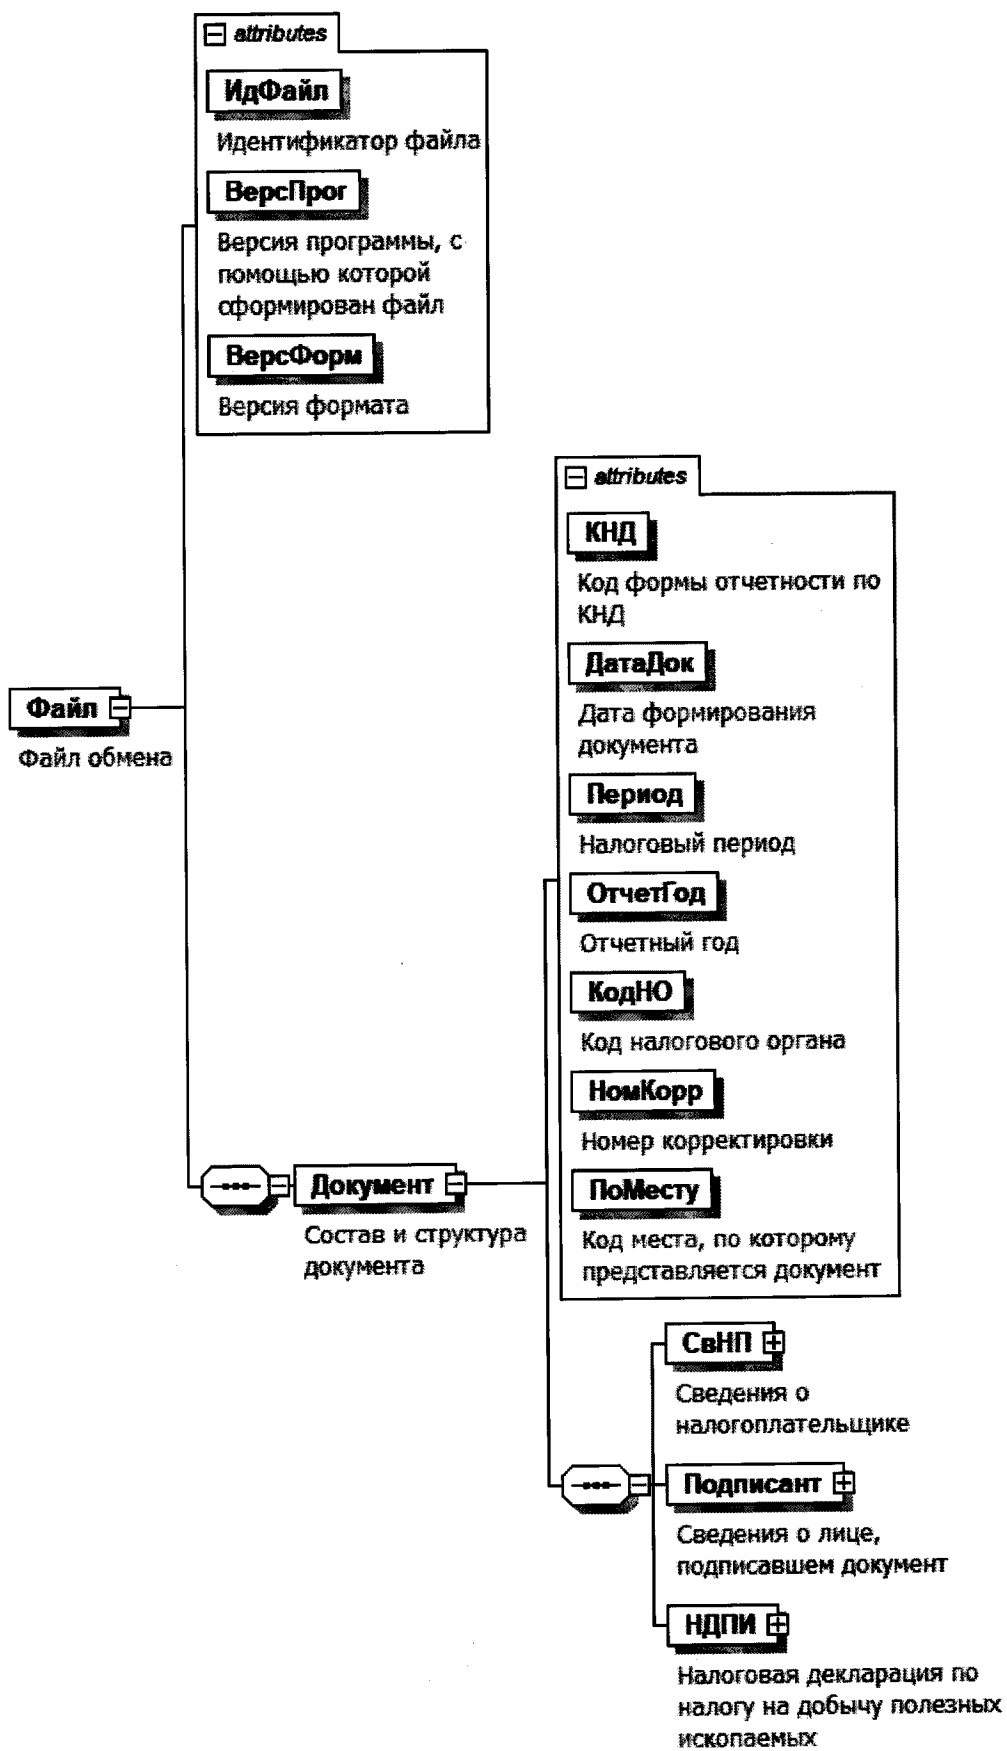 attributes
ИдФайл
Идентификатор файла
ВерсПрог
Версия программы, с
помощью которой
сформирован файл
ВерсФорм
Версия формата
attributes
КНД
Код формы отчетности по
КНД
ДатаДок
Дата формирования
документа
Файл
Файл обмена
Период
Налоговый период
ОтчетГод
Отчетный год
КодНО
Код налогового органа
НомКорр
Номер корректировки
Документ
Состав и структура
документа
ПоМесту
Код места, по которому
представляется документ
СвНП
Сведения о
налогоплательщике
Подписант
Сведения о лице,
подписавшем документ
НДПИ
Налоговая декларация по
налогу на добычу полезных
ископаемых